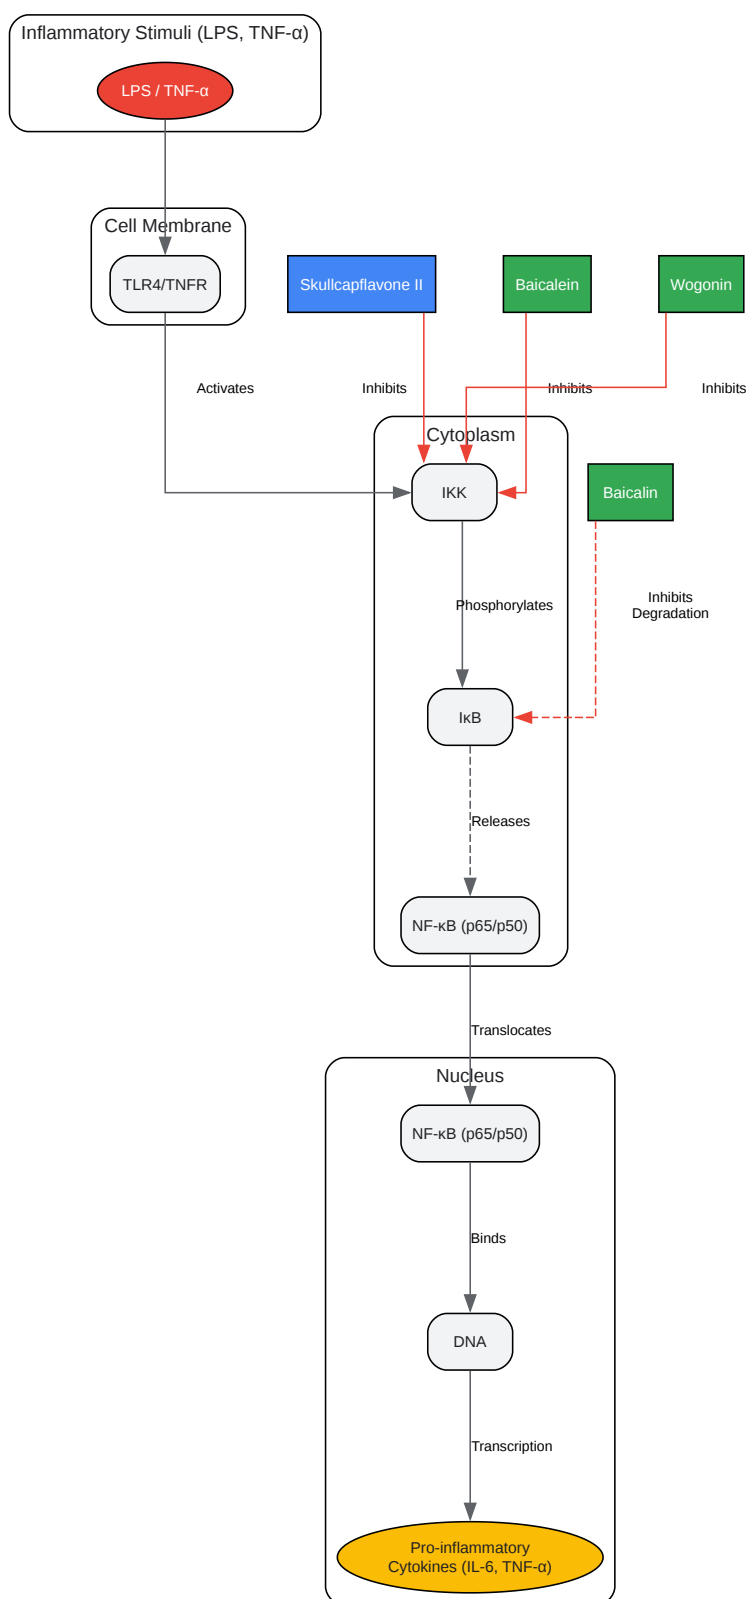 Inflammatory Stimuli (LPS, TNF-α)
LPS / TNF-α
Cell Membrane
TLR4/TNFR
Skullcapflavone II
Baicalein
Wogonin
Activates
Inhibits
Inhibits
Inhibits
Cytoplasm
IKK
Baicalin
Phosphorylates
Inhibits
Degradation
IκB
Releases
NF-κB (p65/p50)
Translocates
Nucleus
NF-κB (p65/p50)
Binds
DNA
Transcription
Pro-inflammatory
Cytokines (IL-6, TNF-α)